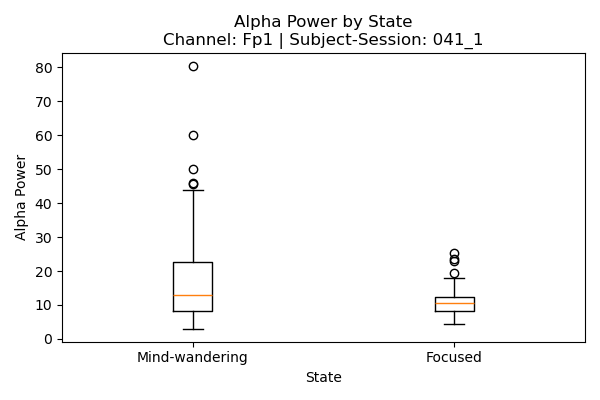 Alpha Power by State
Channel: Fp1 | Subject-Session: 041_1
Alpha Power
80
70
60
50
40
30
20
10
0
Mind-wandering
Focused
State